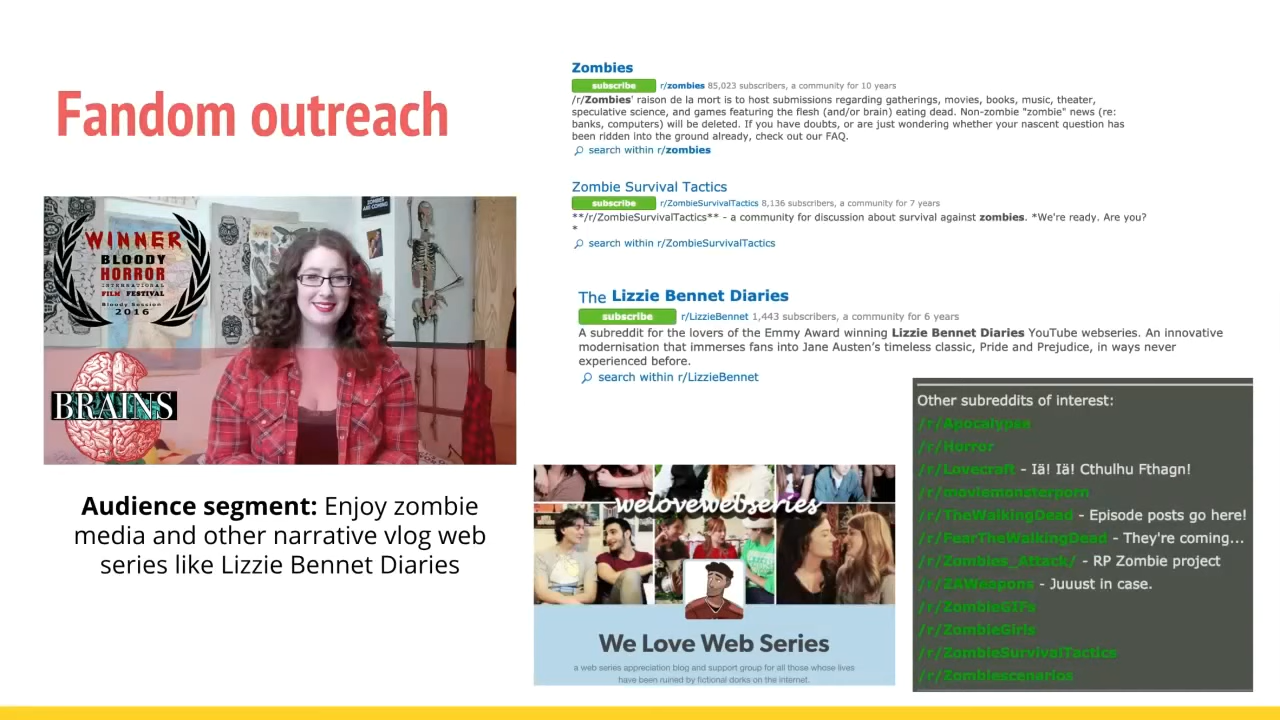 Fandom outreach
WINNER
BLOODY
HORROR
INTERNATIONAL
FILM FESTIVAL
Bloody Session
2016
ZOMBIES
ARE COMING
BRAINS
Audience segment: Enjoy zombie
media and other narrative vlog web
series like Lizzie Bennet Diaries
Zombies
subscribe r/zombies 85,023 subscribers, a community for 10 years
/r/Zombies' raison de la mort is to host submissions regarding gatherings, movies, books, music, theater,
speculative science, and games featuring the flesh (and/or brain) eating dead. Non-zombie "zombie" news (re:
banks, computers) will be deleted. If you have doubts, or are just wondering whether your nascent question has
been ridden into the ground already, check out our FAQ.
search within r/zombies
Zombie Survival Tactics
subscribe r/ZombieSurvivalTactics 8,136 subscribers, a community for 7 years
**/r/ZombieSurvivalTactics** - a community for discussion about survival against zombies. *We're ready. Are you?
*
search within r/ZombieSurvivalTactics
The Lizzie Bennet Diaries
subscribe r/LizzieBennet 1,443 subscribers, a community for 6 years
A subreddit for the lovers of the Emmy Award winning Lizzie Bennet Diaries YouTube webseries. An innovative
modernisation that immerses fans into Jane Austen's timeless classic, Pride and Prejudice, in ways never
experienced before.
search within r/LizzieBennet
welovewebseries
We Love Web Series
a web series appreciation blog and support group for all those whose lives
have been ruined by fictional dorks on the internet.
Other subreddits of interest:
/r/Apocalypse
/r/Horror
/r/Lovecraft - Iä! Iä! Cthulhu Fthagn!
/r/moviemonsterporn
/r/TheWalkingDead - Episode posts go here!
/r/FearTheWalkingDead - They're coming...
/r/Zombies_Attack/ - RP Zombie project
/r/ZAWeapons - Juuust in case.
/r/ZombieGIFs
/r/ZombieGirls
/r/ZombieSurvivalTactics
/r/Zombiescenarios